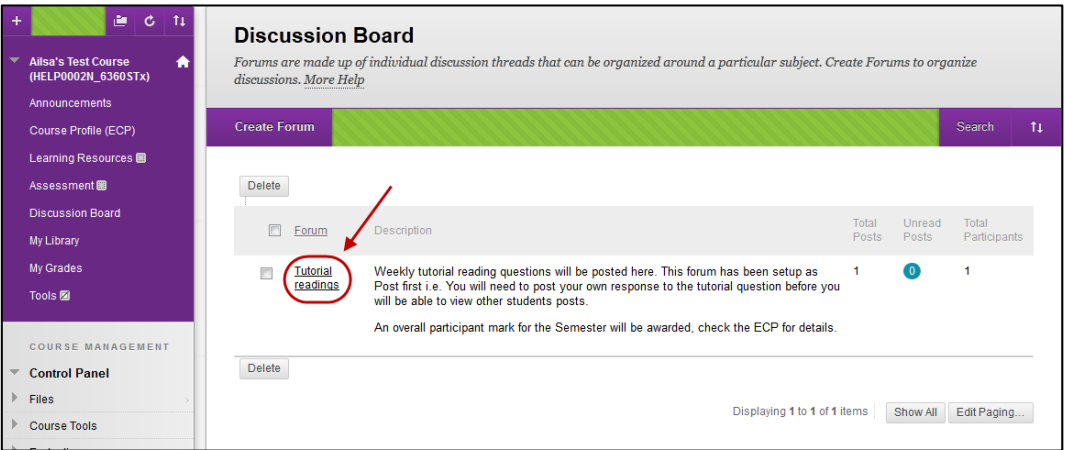 Ailsa's Test Course
(HELP0002N_6360STx)
Announcements
Course Profile (ECP)
Learning Resources
Assessment
Discussion Board
My Library
My Grades
Tools
COURSE MANAGEMENT
Control Panel
Files
Course Tools
Discussion Board
Forums are made up of individual discussion threads that can be organized around a particular subject. Create Forums to organize
discussions. More Help
Create Forum
Search
Delete
Forum
Description
Total
Posts
Unread
Posts
Total
Participants
Tutorial
readings
Weekly tutorial reading questions will be posted here. This forum has been setup as
Post first i.e. You will need to post your own response to the tutorial question before you
will be able to view other students posts.
An overall participant mark for the Semester will be awarded, check the ECP for details.
1
0
1
Delete
Displaying 1 to 1 of 1 items
Show All
Edit Paging...